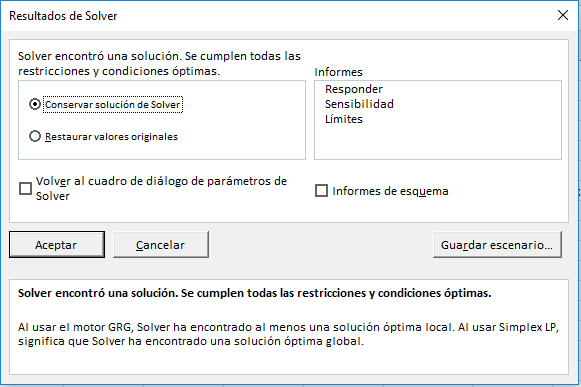 Resultados de Solver
Solver encontró una solución. Se cumplen todas las
restricciones y condiciones óptimas.
Informes
Conservar solución de Solver
Restaurar valores originales
Responder
Sensibilidad
Límites
Volver al cuadro de diálogo de parámetros de
Solver
Informes de esquema
Aceptar
Cancelar
Guardar escenario...
Solver encontró una solución. Se cumplen todas las restricciones y condiciones óptimas.
Al usar el motor GRG, Solver ha encontrado al menos una solución óptima local. Al usar Simplex LP,
significa que Solver ha encontrado una solución óptima global.